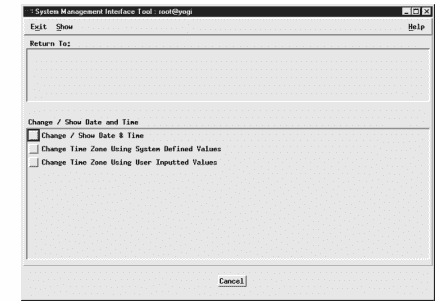 System Management Interface Tool : root@yogi
Exit Show Help
Return To:
Change / Show Date and Time
Change / Show Date & Time
Change Time Zone Using System Defined Values
Change Time Zone Using User Inputted Values
Cancel